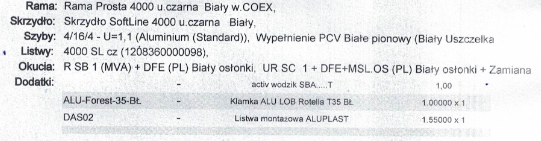 Rama: Rama Prosta 4000 u.czarna Biały w.COEX,
Skrzydło: Skrzydło SoftLine 4000 u.czarna Biały,
Szyby: 4/16/4 - U=1,1 (Aluminium (Standard)), Wypełnienie PCV Białe pionowy (Biały Uszczelka
Listwy: 4000 SL cz (1208360000098),
Okucia: R SB 1 (MVA) + DFE (PL) Biały osłonki, UR SC 1 + DFE+MSL.OS (PL) Biały osłonki + Zamiana
Dodatki: - activ wodzik SBA.....T 1,00
ALU-Forest-35-BŁ - Klamka ALU LOB Rotella T35 BŁ 1.00000 x 1
DAS02 - Listwa montażowa ALUPLAST 1.55000 x 1